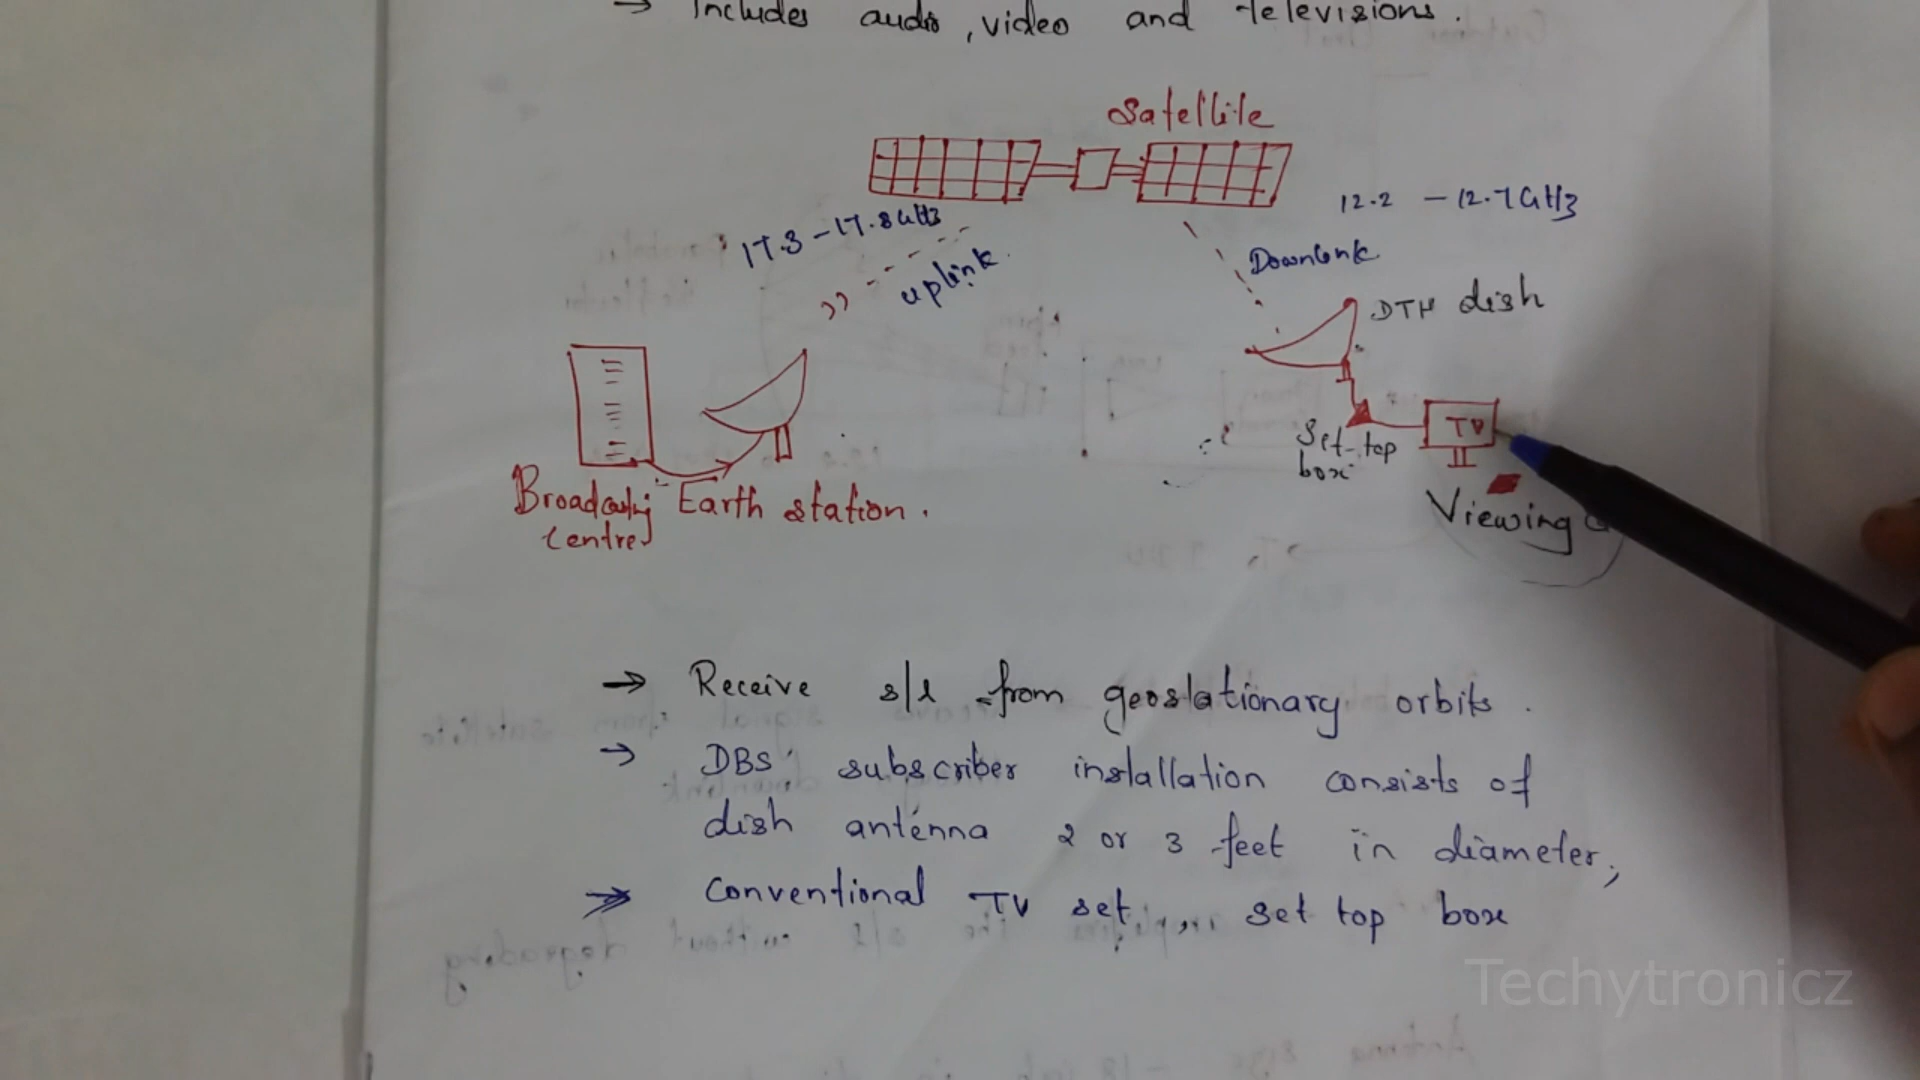 → Includes audio, video and televisions.
Satellite
12.2 - 12.7 GHz
17.3 - 17.8 GHz
uplink.
Downlink
DTH dish
TV
Set-top
box
Viewing
Broadcasting
centre
Earth station.
→ Receive s/l from geostationary orbits.
→ DBS subscriber installation consists of
dish antenna 2 or 3 feet in diameter,
→ Conventional TV set, set top box
Techytronicz